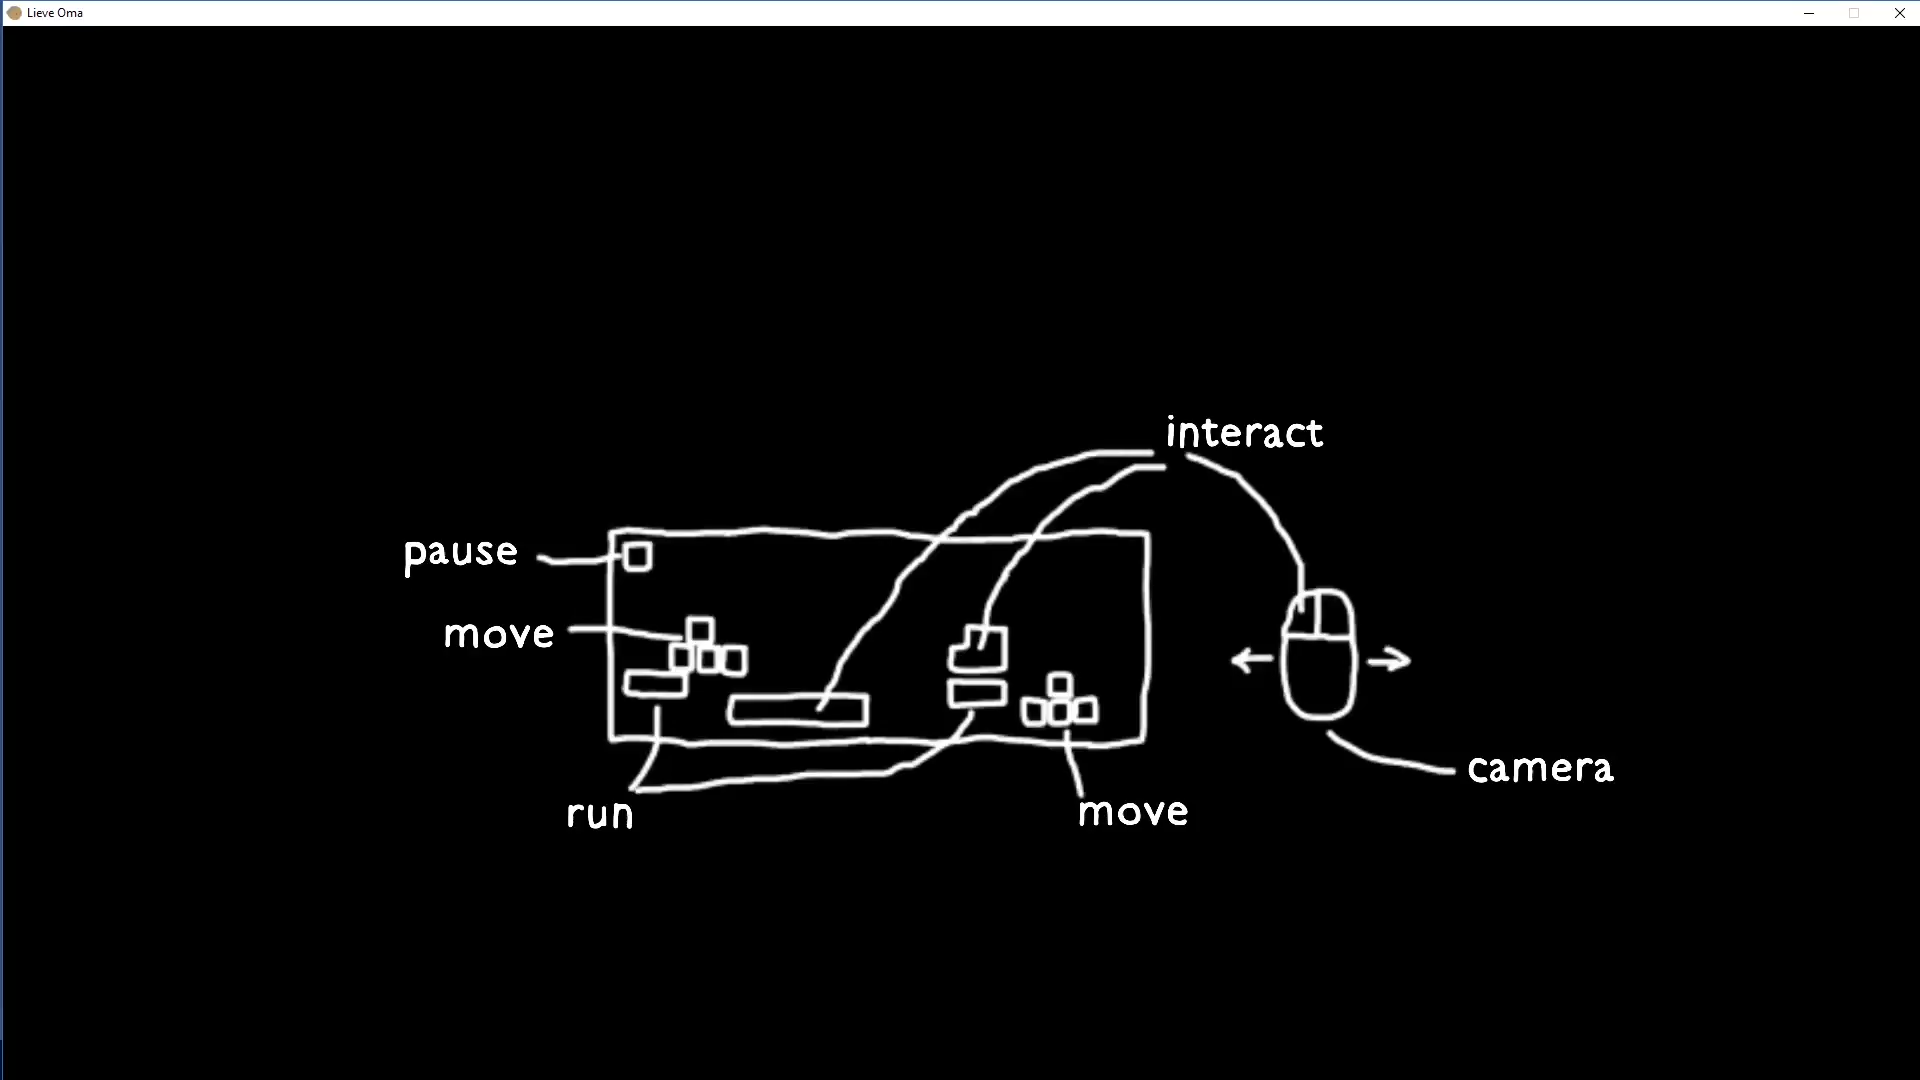 Lieve Oma
interact
pause
move
camera
run
move